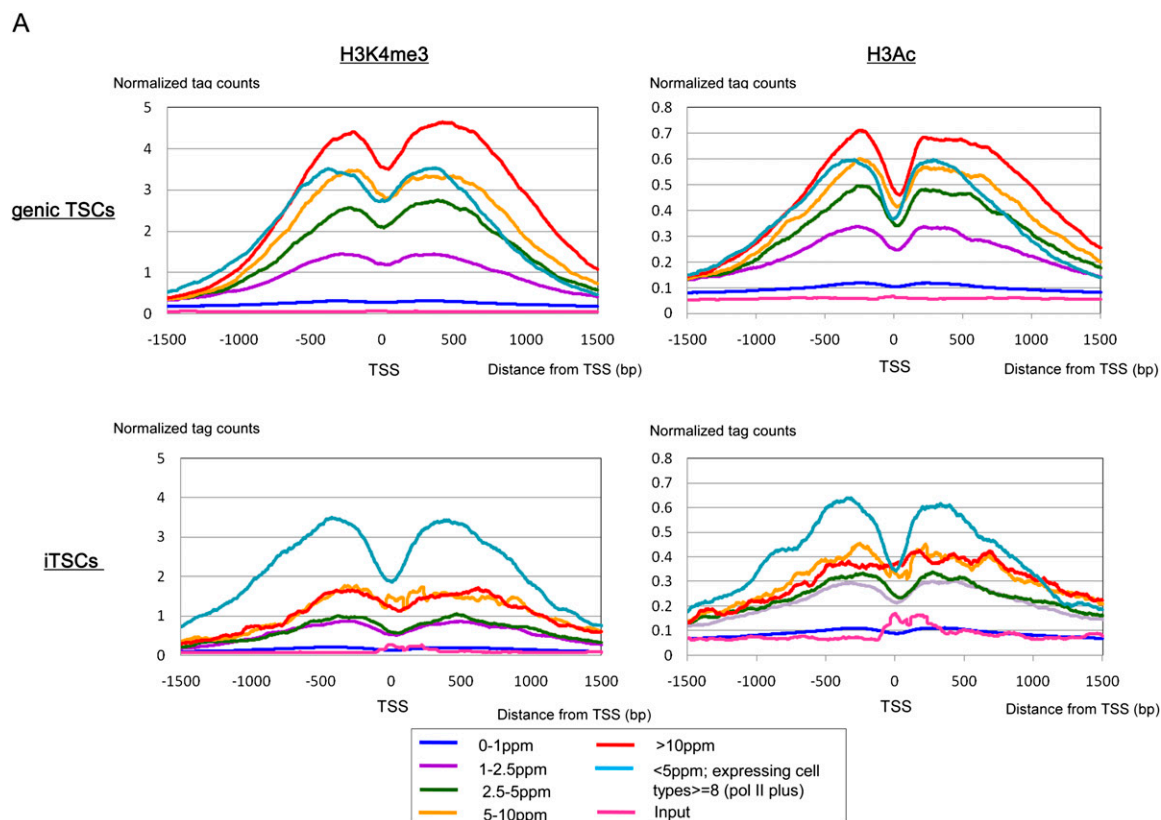 A
H3K4me3
H3Ac
Normalized tag counts
Normalized tag counts
genic TSCs
5
4
3
2
1
0
-1500 -1000 -500 0 500 1000 1500
TSS
Distance from TSS (bp)
0.8
0.7
0.6
0.5
0.4
0.3
0.2
0.1
0
-1500 -1000 -500 0 500 1000 1500
TSS
Distance from TSS (bp)
Normalized tag counts
Normalized tag counts
iTSCs
5
4
3
2
1
0
-1500 -1000 -500 0 500 1000 1500
TSS
Distance from TSS (bp)
0.8
0.7
0.6
0.5
0.4
0.3
0.2
0.1
0
-1500 -1000 -500 0 500 1000 1500
TSS
Distance from TSS (bp)
0-1ppm
1-2.5ppm
2.5-5ppm
5-10ppm
>10ppm
<5ppm; expressing cell
types>=8 (pol II plus)
Input